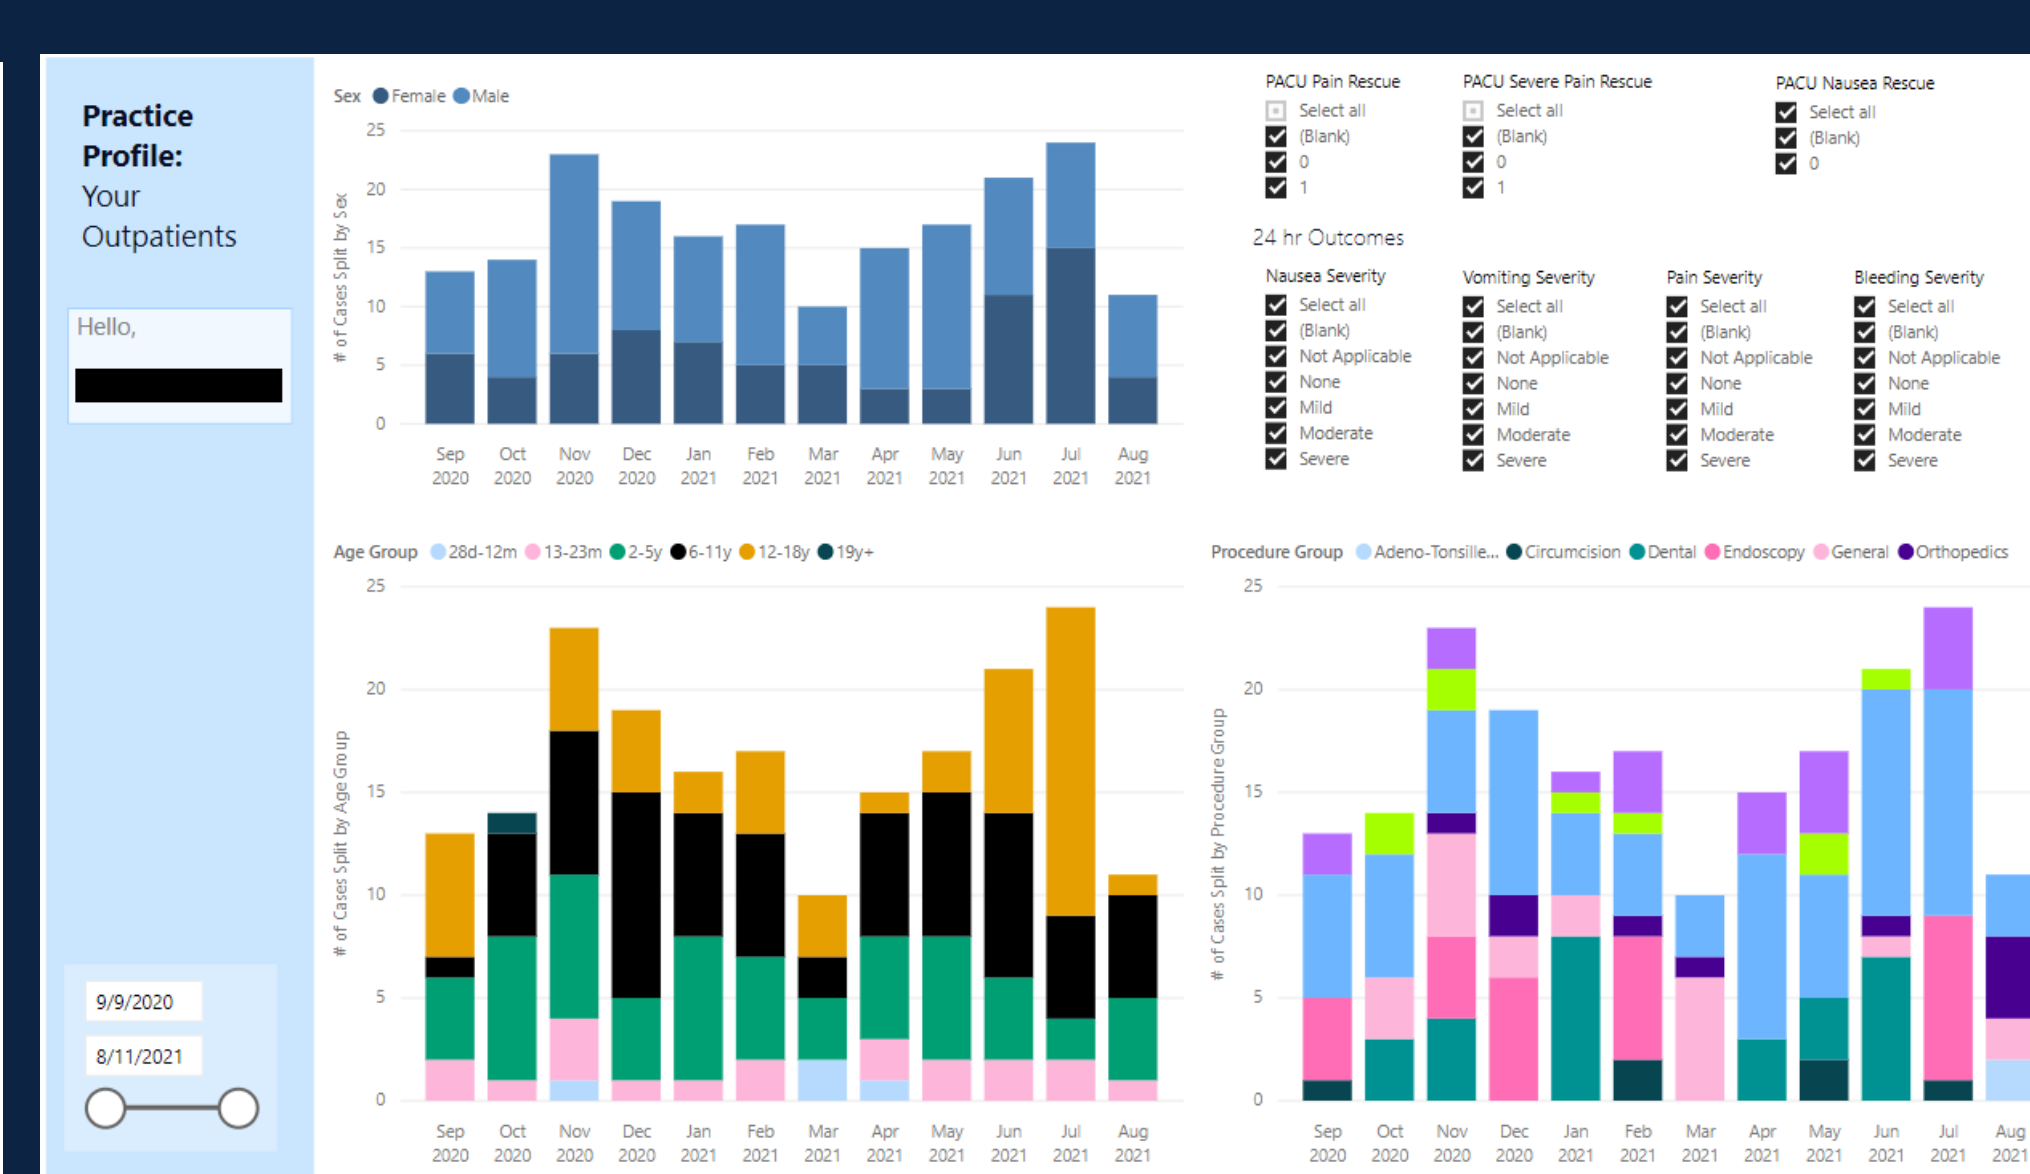 Practice
Profile:
Your
Outpatients
Hello,
9/9/2020
8/11/2021
Sex Female Male
# of Cases Split by Sex
25
20
15
10
5
0
Sep Oct Nov Dec Jan Feb Mar Apr May Jun Jul Aug
2020 2020 2020 2020 2021 2021 2021 2021 2021 2021 2021 2021
PACU Pain Rescue
Select all
(Blank)
0
1
PACU Severe Pain Rescue
Select all
(Blank)
0
1
PACU Nausea Rescue
Select all
(Blank)
0
24 hr Outcomes
Nausea Severity
Select all
(Blank)
Not Applicable
None
Mild
Moderate
Severe
Vomiting Severity
Select all
(Blank)
Not Applicable
None
Mild
Moderate
Severe
Pain Severity
Select all
(Blank)
Not Applicable
None
Mild
Moderate
Severe
Bleeding Severity
Select all
(Blank)
Not Applicable
None
Mild
Moderate
Severe
Age Group 28d-12m 13-23m 2-5y 6-11y 12-18y 19y+
# of Cases Split by Age Group
25
20
15
10
5
0
Sep Oct Nov Dec Jan Feb Mar Apr May Jun Jul Aug
2020 2020 2020 2020 2021 2021 2021 2021 2021 2021 2021 2021
Procedure Group Adeno-Tonsille... Circumcision Dental Endoscopy General Orthopedics
# of Cases Split by Procedure Group
25
20
15
10
5
0
Sep Oct Nov Dec Jan Feb Mar Apr May Jun Jul Aug
2020 2020 2020 2020 2021 2021 2021 2021 2021 2021 2021 2021